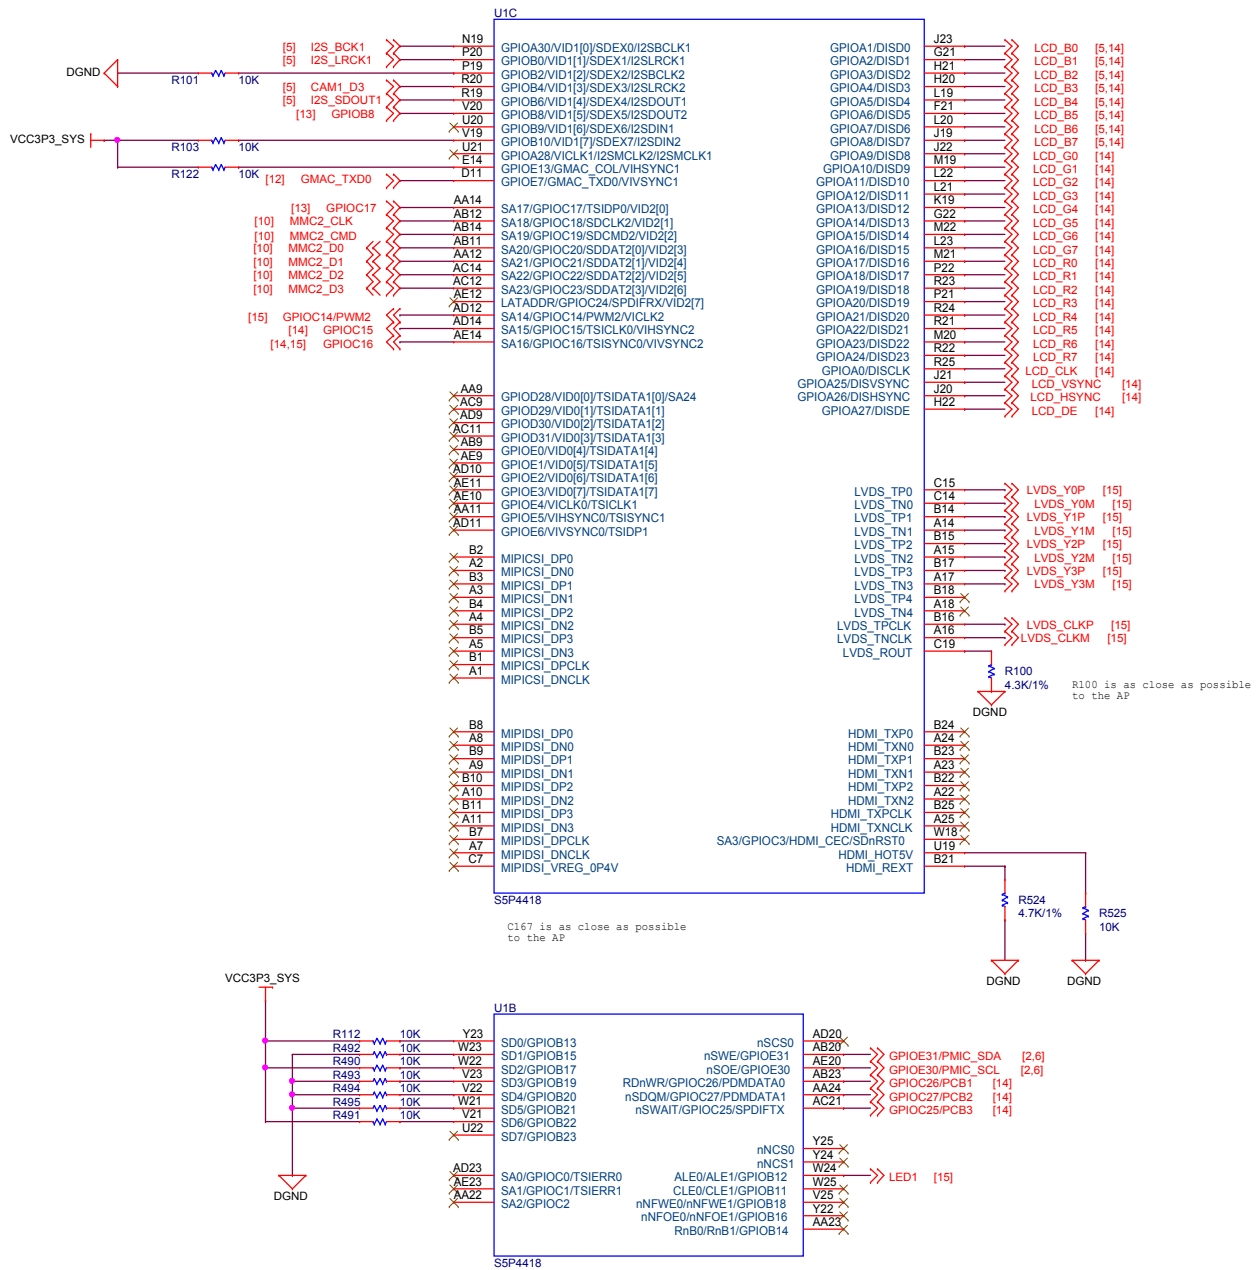 U1C
[5] I2S_BCK1 N19 GPIOA30/VID1[0]/SDEX0/I2SBCLK1
[5] I2S_LRCK1 P20 GPIOB0/VID1[1]/SDEX1/I2SLRCK1
DGND R101 10K P19 GPIOB2/VID1[2]/SDEX2/I2SBCLK2
[5] CAM1_D3 R20 GPIOB4/VID1[3]/SDEX3/I2SLRCK2
[5] I2S_SDOUT1 R19 GPIOB6/VID1[4]/SDEX4/I2SDOUT1
[13] GPIOB8 V20 GPIOB8/VID1[5]/SDEX5/I2SDOUT2
U20 GPIOB9/VID1[6]/SDEX6/I2SDIN1
VCC3P3_SYS R103 10K V19 GPIOB10/VID1[7]/SDEX7/I2SDIN2
U21 GPIOA28/VICLK1/I2SMCLK2/I2SMCLK1
R122 10K E14 GPIOE13/GMAC_COL/VIHSYNC1
[12] GMAC_TXD0 D11 GPIOE7/GMAC_TXD0/VIVSYNC1
[13] GPIOC17 AA14 SA17/GPIOC17/TSIDP0/VID2[0]
[10] MMC2_CLK AB12 SA18/GPIOC18/SDCLK2/VID2[1]
[10] MMC2_CMD AB14 SA19/GPIOC19/SDCMD2/VID2[2]
[10] MMC2_D0 AB11 SA20/GPIOC20/SDDAT2[0]/VID2[3]
[10] MMC2_D1 AA12 SA21/GPIOC21/SDDAT2[1]/VID2[4]
[10] MMC2_D2 AC14 SA22/GPIOC22/SDDAT2[2]/VID2[5]
[10] MMC2_D3 AC12 SA23/GPIOC23/SDDAT2[3]/VID2[6]
AE12 LATADDR/GPIOC24/SPDIFRX/VID2[7]
[15] GPIOC14/PWM2 AD12 SA14/GPIOC14/PWM2/VICLK2
[14] GPIOC15 AD14 SA15/GPIOC15/TSICLK0/VIHSYNC2
[14,15] GPIOC16 AE14 SA16/GPIOC16/TSISYNC0/VIVSYNC2
AA9 GPIOD28/VID0[0]/TSIDATA1[0]/SA24
AC9 GPIOD29/VID0[1]/TSIDATA1[1]
AD9 GPIOD30/VID0[2]/TSIDATA1[2]
AC11 GPIOD31/VID0[3]/TSIDATA1[3]
AB9 GPIOE0/VID0[4]/TSIDATA1[4]
AE9 GPIOE1/VID0[5]/TSIDATA1[5]
AD10 GPIOE2/VID0[6]/TSIDATA1[6]
AE11 GPIOE3/VID0[7]/TSIDATA1[7]
AE10 GPIOE4/VICLK0/TSICLK1
AA11 GPIOE5/VIHSYNC0/TSISYNC1
AD11 GPIOE6/VIVSYNC0/TSIDP1
B2 MIPICSI_DP0
A2 MIPICSI_DN0
B3 MIPICSI_DP1
A3 MIPICSI_DN1
B4 MIPICSI_DP2
A4 MIPICSI_DN2
B5 MIPICSI_DP3
A5 MIPICSI_DN3
B1 MIPICSI_DPCLK
A1 MIPICSI_DNCLK
B8 MIPIDSI_DP0
A8 MIPIDSI_DN0
B9 MIPIDSI_DP1
A9 MIPIDSI_DN1
B10 MIPIDSI_DP2
A10 MIPIDSI_DN2
B11 MIPIDSI_DP3
A11 MIPIDSI_DN3
B7 MIPIDSI_DPCLK
A7 MIPIDSI_DNCLK
C7 MIPIDSI_VREG_0P4V
GPIOA1/DISD0 J23 LCD_B0 [5,14]
GPIOA2/DISD1 G21 LCD_B1 [5,14]
GPIOA3/DISD2 H21 LCD_B2 [5,14]
GPIOA4/DISD3 H20 LCD_B3 [5,14]
GPIOA5/DISD4 L19 LCD_B4 [5,14]
GPIOA6/DISD5 F21 LCD_B5 [5,14]
GPIOA7/DISD6 L20 LCD_B6 [5,14]
GPIOA8/DISD7 J19 LCD_B7 [5,14]
GPIOA9/DISD8 J22 LCD_G0 [14]
GPIOA10/DISD9 M19 LCD_G1 [14]
GPIOA11/DISD10 L22 LCD_G2 [14]
GPIOA12/DISD11 L21 LCD_G3 [14]
GPIOA13/DISD12 K19 LCD_G4 [14]
GPIOA14/DISD13 G22 LCD_G5 [14]
GPIOA15/DISD14 M22 LCD_G6 [14]
GPIOA16/DISD15 L23 LCD_G7 [14]
GPIOA17/DISD16 M21 LCD_R0 [14]
GPIOA18/DISD17 P22 LCD_R1 [14]
GPIOA19/DISD18 R23 LCD_R2 [14]
GPIOA20/DISD19 P21 LCD_R3 [14]
GPIOA21/DISD20 R24 LCD_R4 [14]
GPIOA22/DISD21 R21 LCD_R5 [14]
GPIOA23/DISD22 M20 LCD_R6 [14]
GPIOA24/DISD23 R22 LCD_R7 [14]
GPIOA0/DISCLK R25 LCD_CLK [14]
GPIOA25/DISVSYNC J21 LCD_VSYNC [14]
GPIOA26/DISHSYNC J20 LCD_HSYNC [14]
GPIOA27/DISDE H22 LCD_DE [14]
LVDS_TP0 C15 LVDS_Y0P [15]
LVDS_TN0 C14 LVDS_Y0M [15]
LVDS_TP1 B14 LVDS_Y1P [15]
LVDS_TN1 A14 LVDS_Y1M [15]
LVDS_TP2 B15 LVDS_Y2P [15]
LVDS_TN2 A15 LVDS_Y2M [15]
LVDS_TP3 B17 LVDS_Y3P [15]
LVDS_TN3 A17 LVDS_Y3M [15]
LVDS_TP4 B18
LVDS_TN4 A18
LVDS_TPCLK B16 LVDS_CLKP [15]
LVDS_TNCLK A16 LVDS_CLKM [15]
LVDS_ROUT C19
R100
4.3K/1%
DGND
R100 is as close as possible
to the AP
HDMI_TXP0 B24
HDMI_TXN0 A24
HDMI_TXP1 B23
HDMI_TXN1 A23
HDMI_TXP2 B22
HDMI_TXN2 A22
HDMI_TXPCLK B25
HDMI_TXNCLK A25
SA3/GPIOC3/HDMI_CEC/SDnRST0 W18
HDMI_HOT5V U19
HDMI_REXT B21
R524
4.7K/1%
R525
10K
DGND DGND
S5P4418
C167 is as close as possible
to the AP
VCC3P3_SYS
U1B
R112 10K Y23 SD0/GPIOB13
R492 10K W23 SD1/GPIOB15
R490 10K W22 SD2/GPIOB17
R493 10K V23 SD3/GPIOB19
R494 10K V22 SD4/GPIOB20
R495 10K W21 SD5/GPIOB21
R491 10K V21 SD6/GPIOB22
U22 SD7/GPIOB23
DGND
AD23 SA0/GPIOC0/TSIERR0
AE23 SA1/GPIOC1/TSIERR1
AA22 SA2/GPIOC2
nSCS0 AD20
nSWE/GPIOE31 AB20 GPIOE31/PMIC_SDA [2,6]
nSOE/GPIOE30 AE20 GPIOE30/PMIC_SCL [2,6]
RDnWR/GPIOC26/PDMDATA0 AB23 GPIOC26/PCB1 [14]
nSDQM/GPIOC27/PDMDATA1 AA24 GPIOC27/PCB2 [14]
nSWAIT/GPIOC25/SPDIFTX AC21 GPIOC25/PCB3 [14]
nNCS0 Y25
nNCS1 Y24
ALE0/ALE1/GPIOB12 W24 LED1 [15]
CLE0/CLE1/GPIOB11 W25
nNFWE0/nNFWE1/GPIOB18 V25
nNFOE0/nNFOE1/GPIOB16 Y22
RnB0/RnB1/GPIOB14 AA23
S5P4418